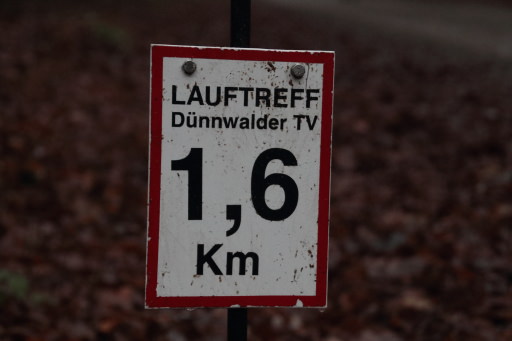 LAUFTREFF
Dünnwalder TV
1,6
Km